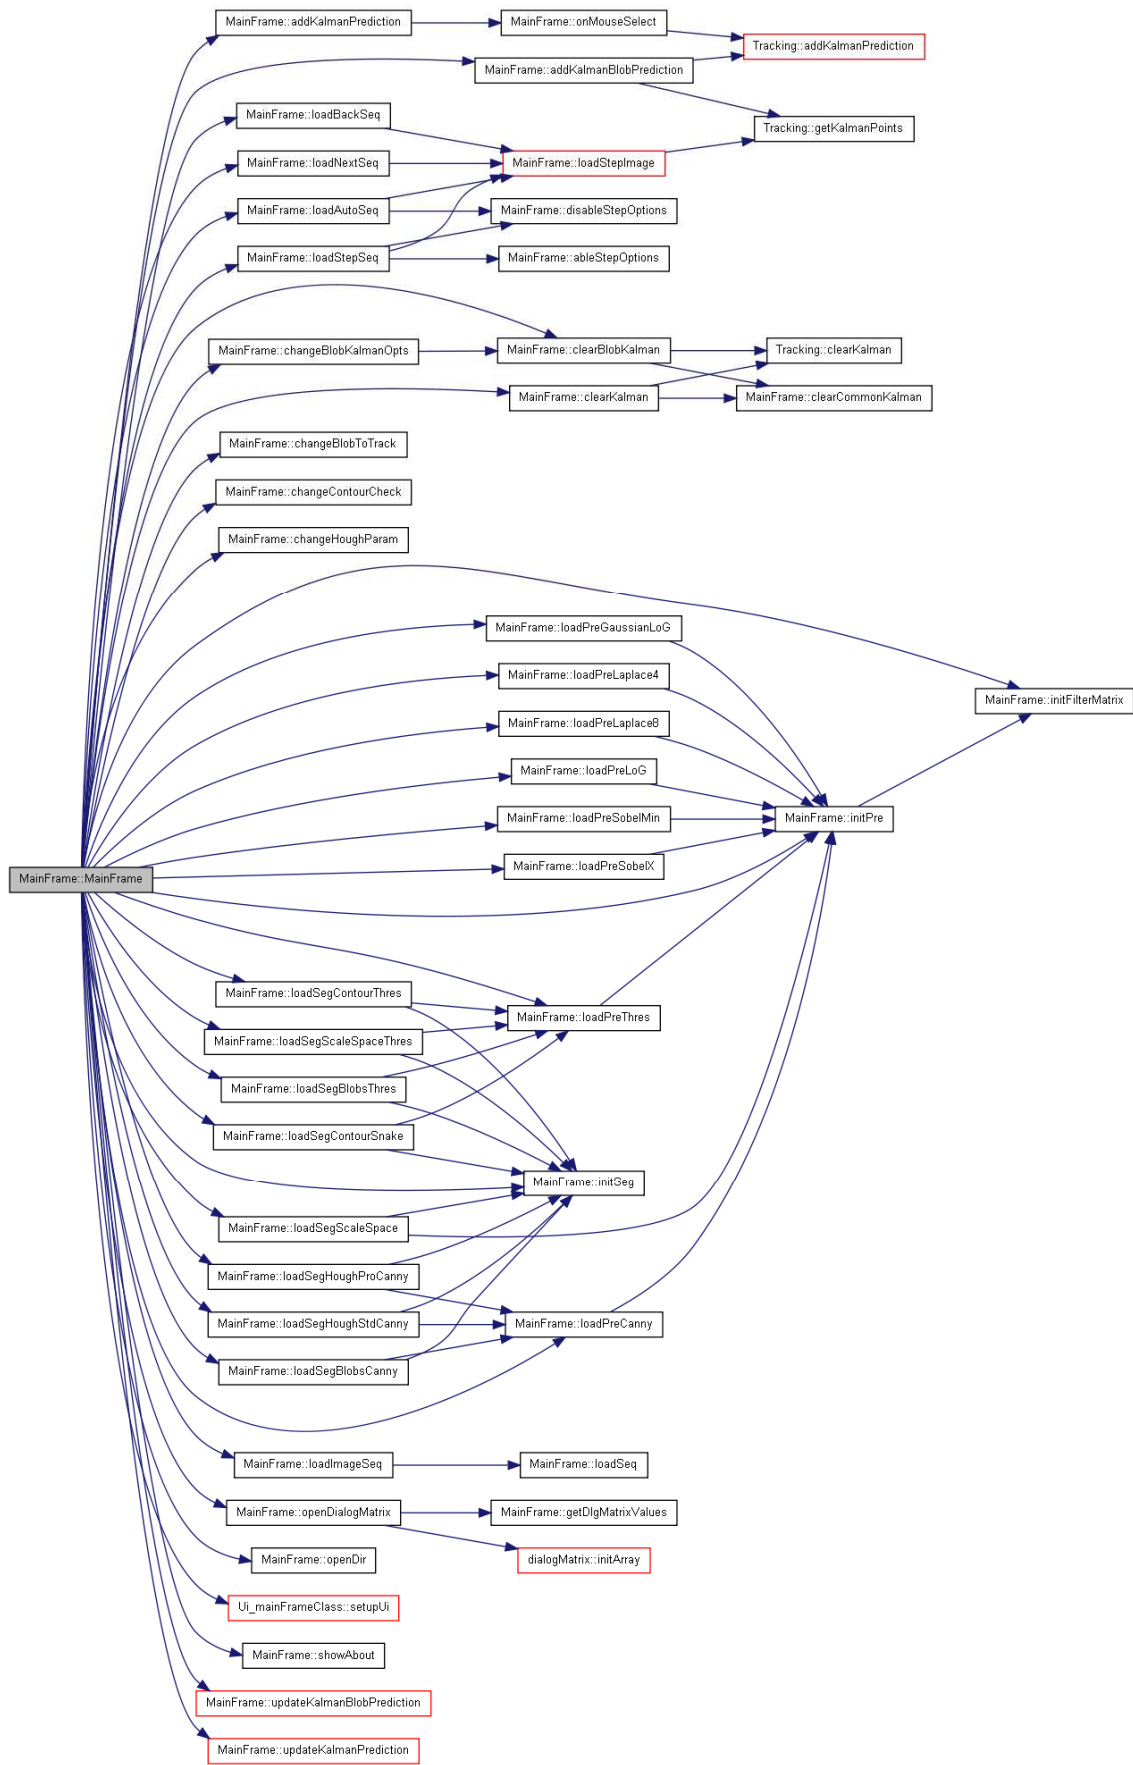 MainFrame::addKalmanPrediction
MainFrame::onMouseSelect
Tracking::addKalmanPrediction
MainFrame::addKalmanBlobPrediction
MainFrame::loadBackSeq
Tracking::getKalmanPoints
MainFrame::loadNextSeq
MainFrame::loadStepImage
MainFrame::loadAutoSeq
MainFrame::disableStepOptions
MainFrame::loadStepSeq
MainFrame::ableStepOptions
MainFrame::changeBlobKalmanOpts
MainFrame::clearBlobKalman
Tracking::clearKalman
MainFrame::clearKalman
MainFrame::clearCommonKalman
MainFrame::changeBlobToTrack
MainFrame::changeContourCheck
MainFrame::changeHoughParam
MainFrame::loadPreGaussianLoG
MainFrame::loadPreLaplace4
MainFrame::initFilterMatrix
MainFrame::loadPreLaplace8
MainFrame::loadPreLoG
MainFrame::loadPreSobelMin
MainFrame::initPre
MainFrame::loadPreSobelX
MainFrame::MainFrame
MainFrame::loadSegContourThres
MainFrame::loadPreThres
MainFrame::loadSegScaleSpaceThres
MainFrame::loadSegBlobsThres
MainFrame::loadSegContourSnake
MainFrame::initSeg
MainFrame::loadSegScaleSpace
MainFrame::loadSegHoughProCanny
MainFrame::loadSegHoughStdCanny
MainFrame::loadPreCanny
MainFrame::loadSegBlobsCanny
MainFrame::loadImageSeq
MainFrame::loadSeq
MainFrame::openDialogMatrix
MainFrame::getDlgMatrixValues
MainFrame::openDir
dialogMatrix::initArray
Ui_mainFrameClass::setupUi
MainFrame::showAbout
MainFrame::updateKalmanBlobPrediction
MainFrame::updateKalmanPrediction